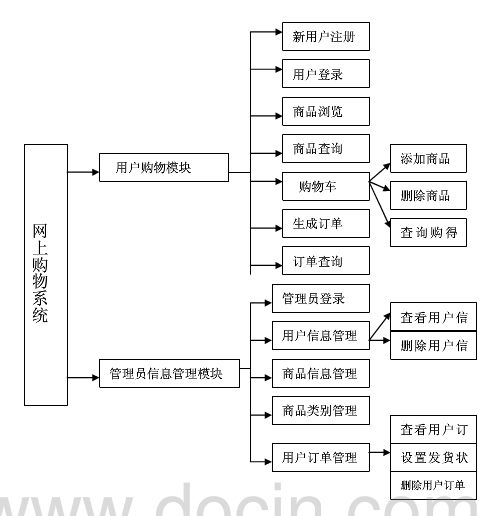 网上购物系统
用户购物模块
新用户注册
用户登录
商品浏览
商品查询
购物车
添加商品
删除商品
查询购得
生成订单
订单查询
管理员信息管理模块
管理员登录
用户信息管理
查看用户信
删除用户信
商品信息管理
商品类别管理
用户订单管理
查看用户订
设置发货状
删除用户订单
www.docin.com